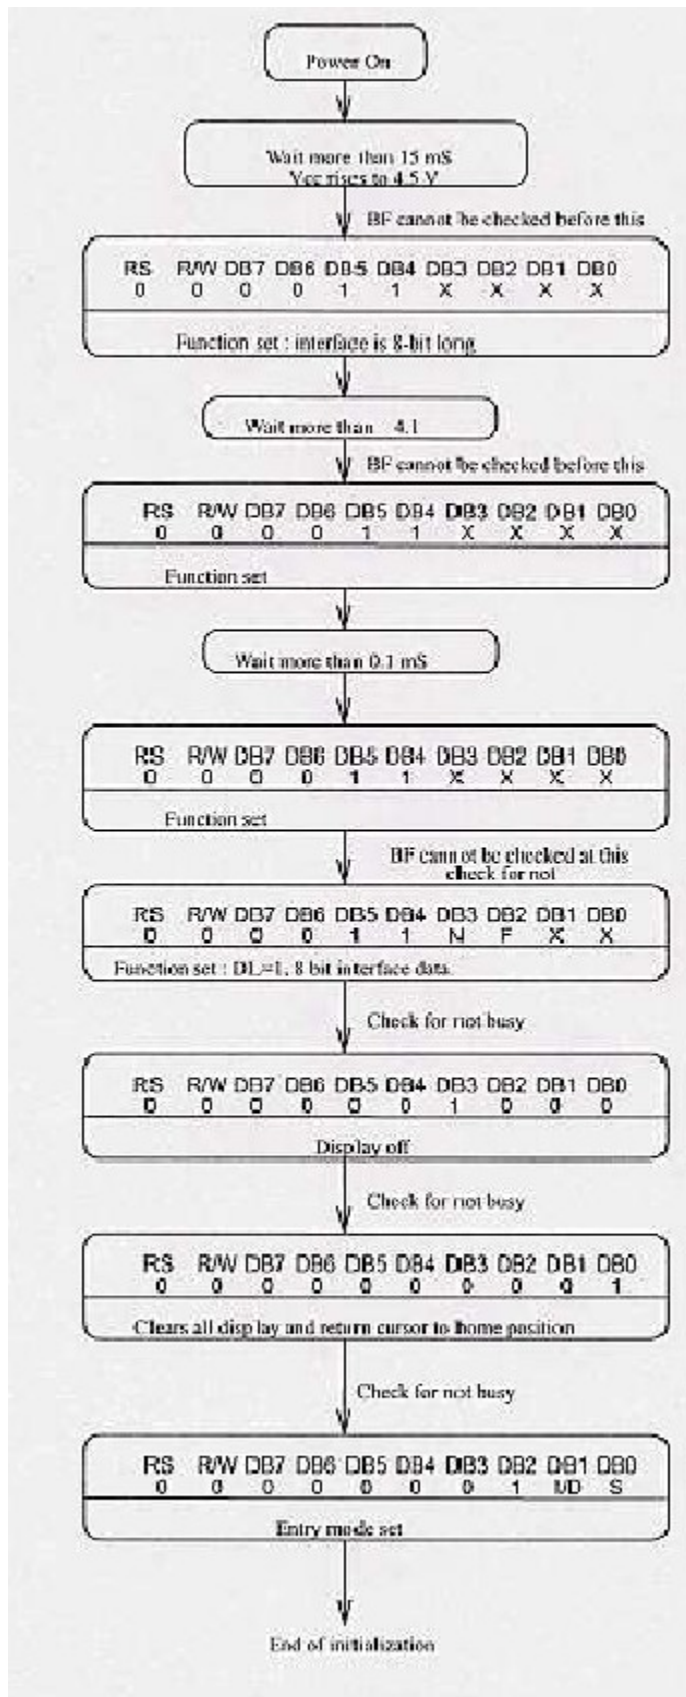 Power On
Wait more than 15 mS
Vcc rises to 4.5 V
BF cannot be checked before this
RS R/W DB7 DB6 DB5 DB4 DB3 DB2 DB1 DB0
0 0 0 0 1 1 X X X X
Function set : interface is 8-bit long
Wait more than 4.1
BF cannot be checked before this
RS R/W DB7 DB6 DB5 DB4 DB3 DB2 DB1 DB0
0 0 0 0 1 1 X X X X
Function set
Wait more than 0.1 mS
RS R/W DB7 DB6 DB5 DB4 DB3 DB2 DB1 DB0
0 0 0 0 1 1 X X X X
Function set
BF cannot be checked at this
check for not
RS R/W DB7 DB6 DB5 DB4 DB3 DB2 DB1 DB0
0 0 0 0 1 1 N F X X
Function set : DL=1, 8 bit interface data.
Check for not busy
RS R/W DB7 DB6 DB5 DB4 DB3 DB2 DB1 DB0
0 0 0 0 0 0 1 0 0 0
Display off
Check for not busy
RS R/W DB7 DB6 DB5 DB4 DB3 DB2 DB1 DB0
0 0 0 0 0 0 0 0 0 1
Clears all display and return cursor to home position
Check for not busy
RS R/W DB7 DB6 DB5 DB4 DB3 DB2 DB1 DB0
0 0 0 0 0 0 0 1 I/D S
Entry mode set
End of initialization